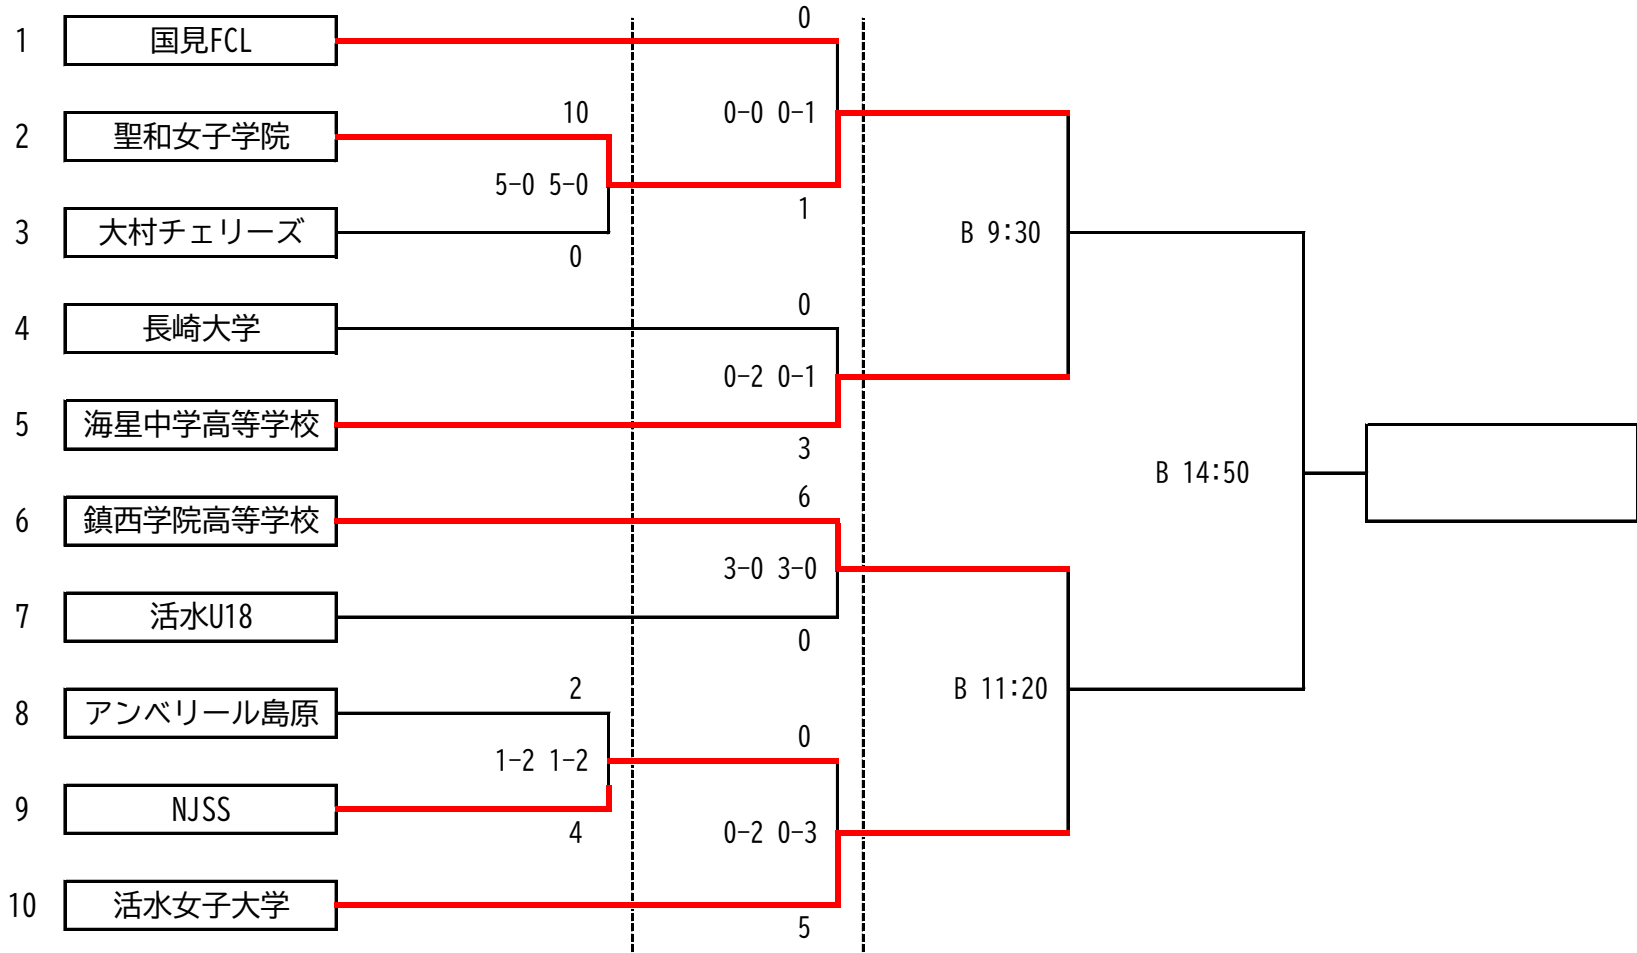 0
1 国見FCL
0-0 0-1
10
2 聖和女子学院
5-0 5-0
1
3 大村チェリーズ
B 9:30
0
0
4 長崎大学
0-2 0-1
5 海星中学高等学校
3
B 14:50
6
6 鎮西学院高等学校
3-0 3-0
7 活水U18
0
2
B 11:20
8 アンベリール島原
0
1-2 1-2
9 NJSS
4
0-2 0-3
10 活水女子大学
5